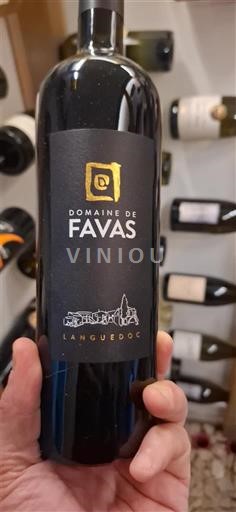 DOMAINE DE
FAVAS
VINIOU
LANGUEDOC